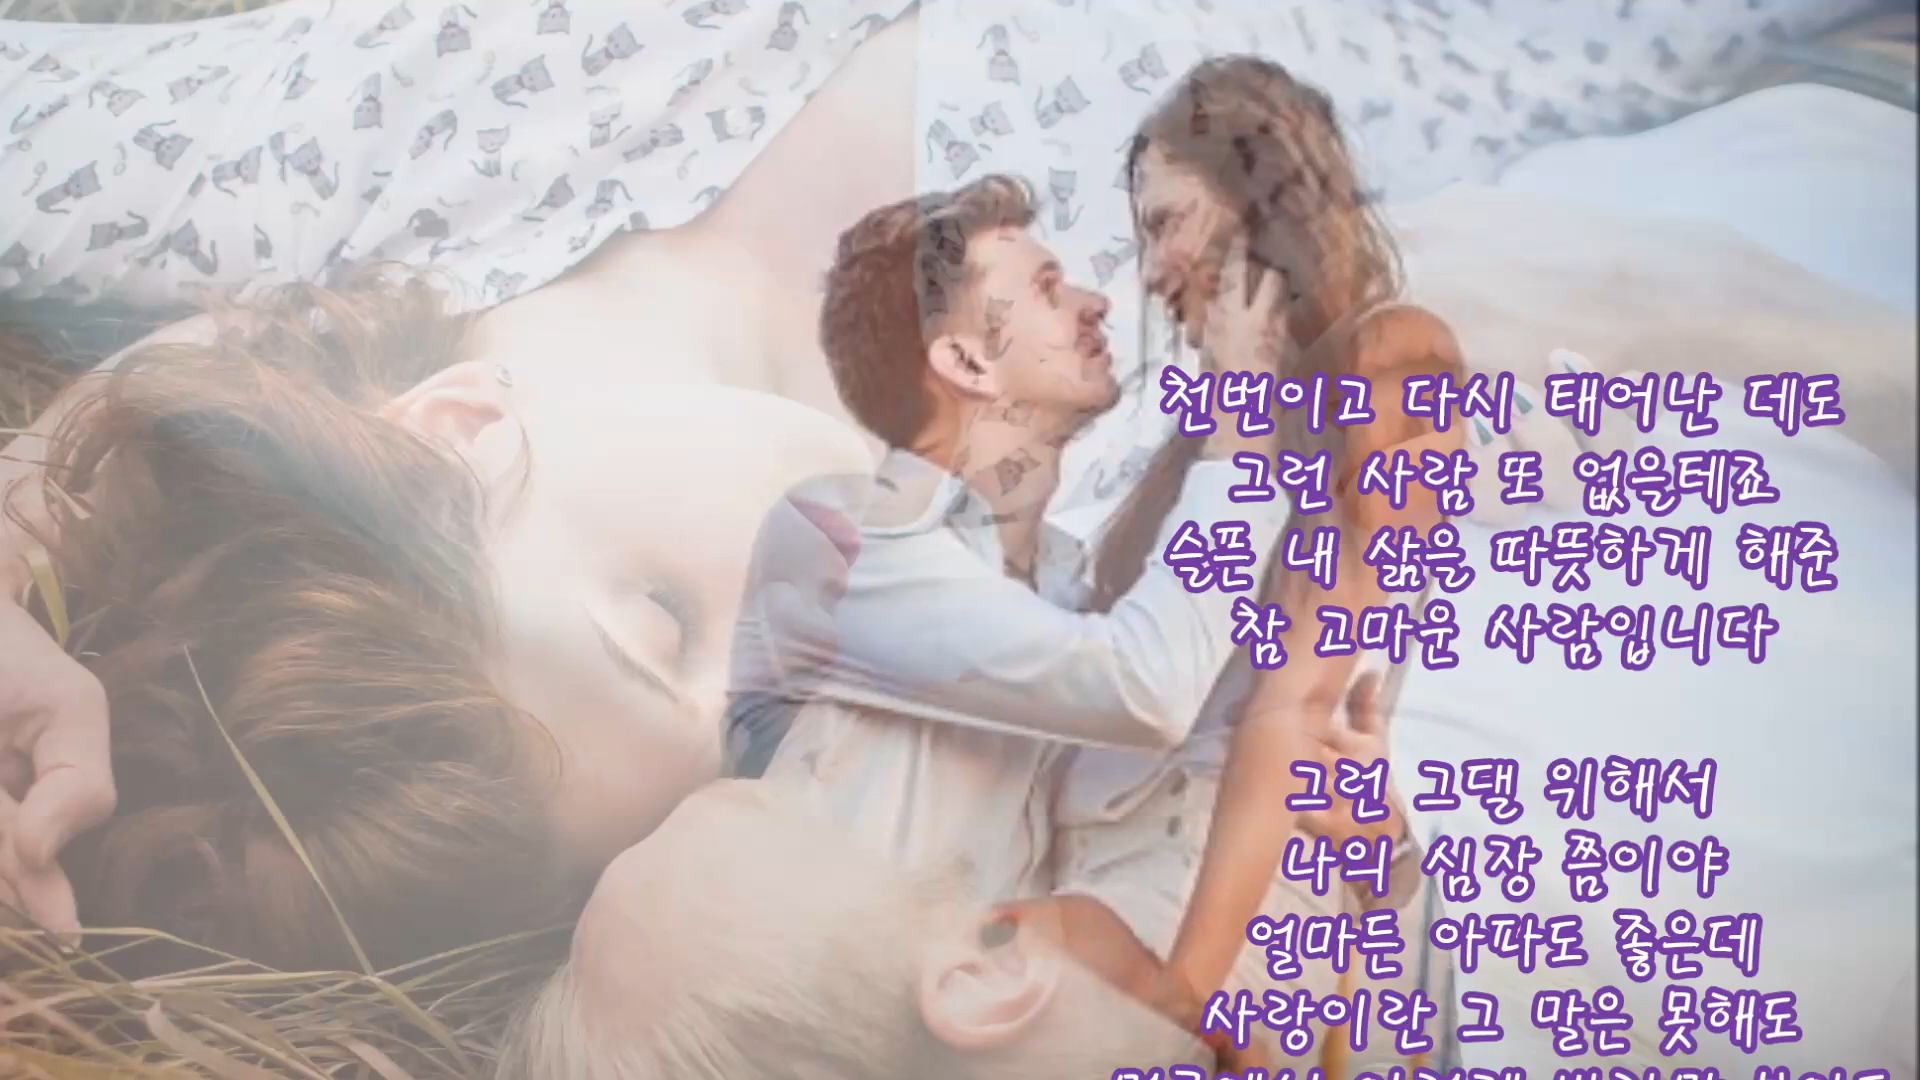 천번이고 다시 태어난 데도
그런 사람 또 없을테죠
슬픈 내 삶을 따뜻하게 해준
참 고마운 사람입니다
그런 그댈 위해서
나의 심장 쯤이야
얼마든 아파도 좋은데
사랑이란 그 말은 못해도